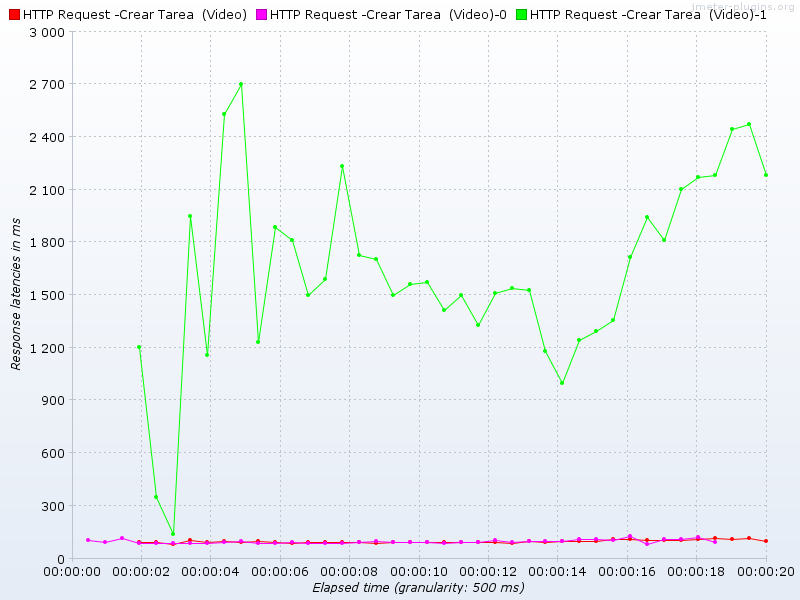 jmeter-plugins.org
HTTP Request -Crear Tarea (Video) HTTP Request -Crear Tarea (Video)-0 HTTP Request -Crear Tarea (Video)-1
3 000
2 700
2 400
2 100
1 800
1 500
1 200
900
600
300
0
Response latencies in ms
00:00:00 00:00:02 00:00:04 00:00:06 00:00:08 00:00:10 00:00:12 00:00:14 00:00:16 00:00:18 00:00:20
Elapsed time (granularity: 500 ms)